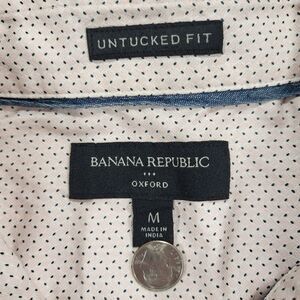 UNTUCKED FIT
BANANA REPUBLIC
OXFORD
M
MADE IN
INDIA